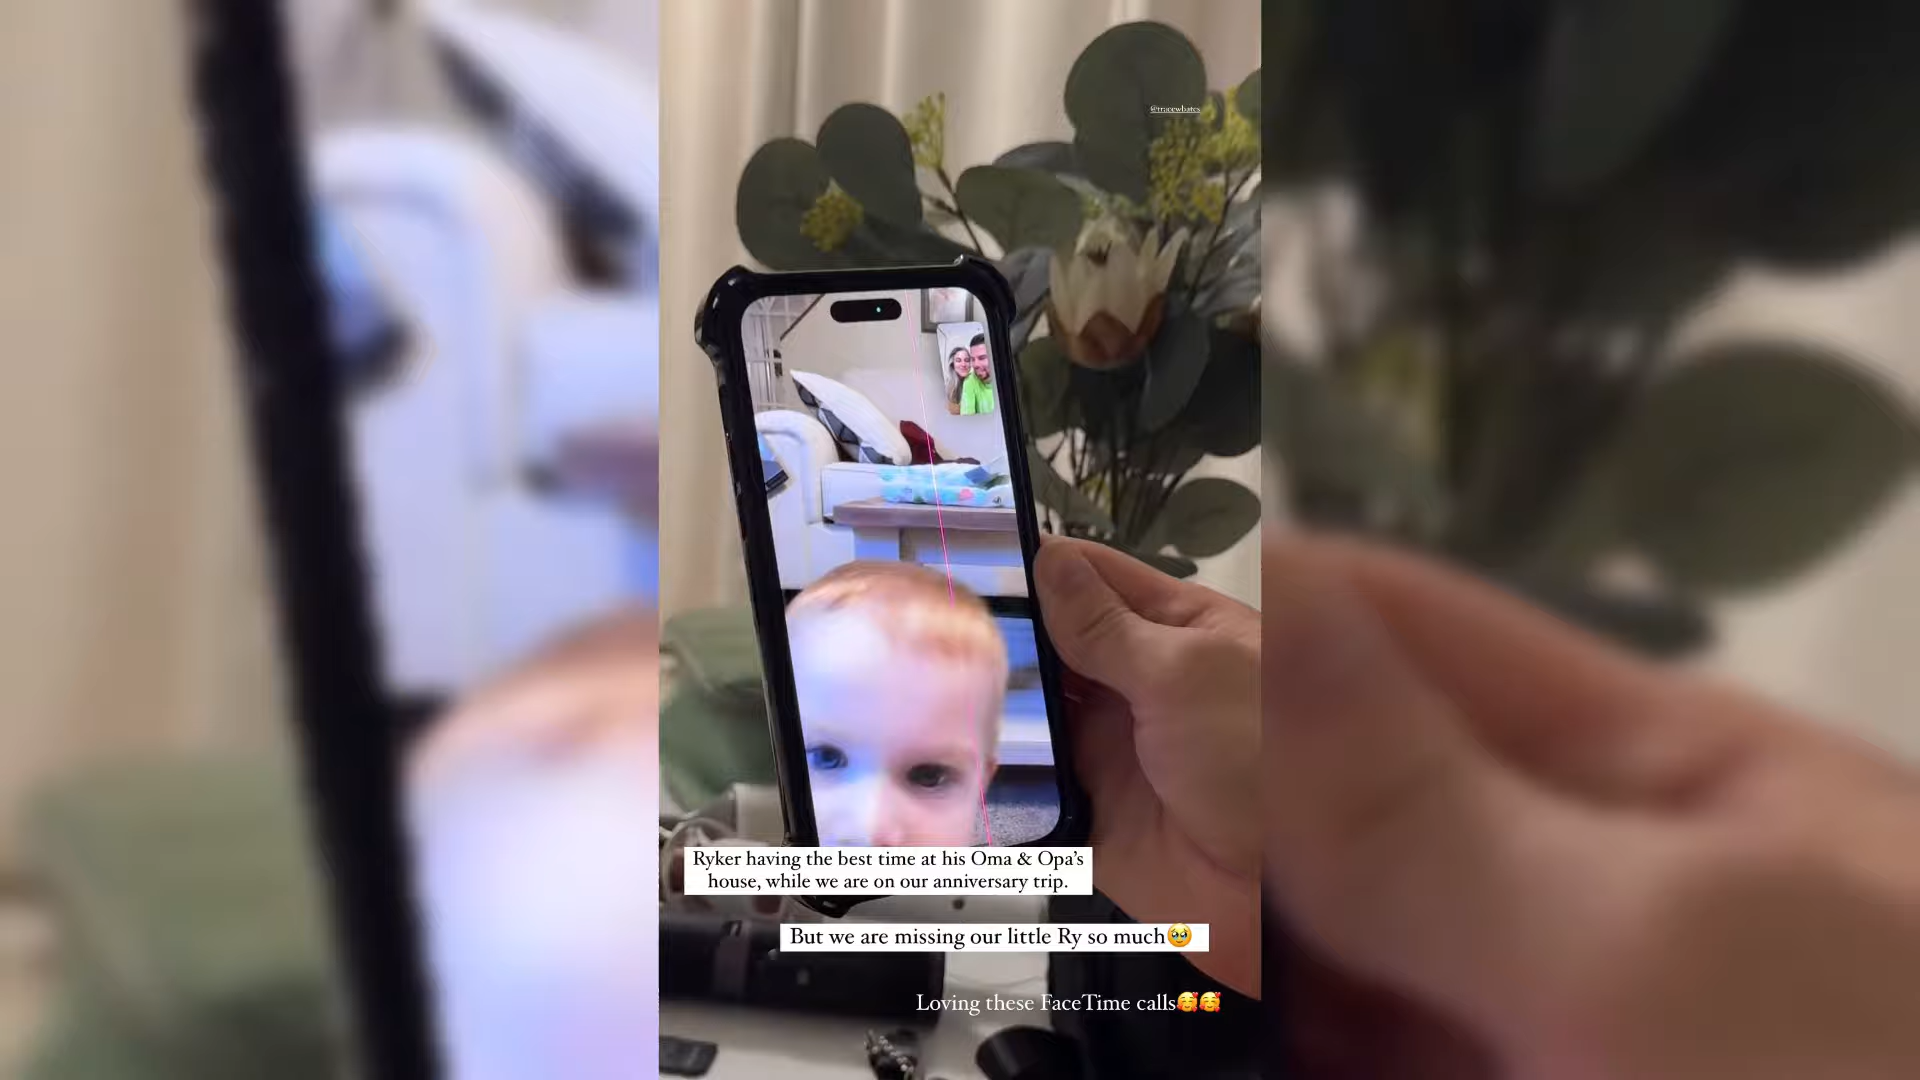 @tracewbates
Ryker having the best time at his Oma & Opa's
house, while we are on our anniversary trip.
But we are missing our little Ry so much🥹
Loving these FaceTime calls🥰🥰